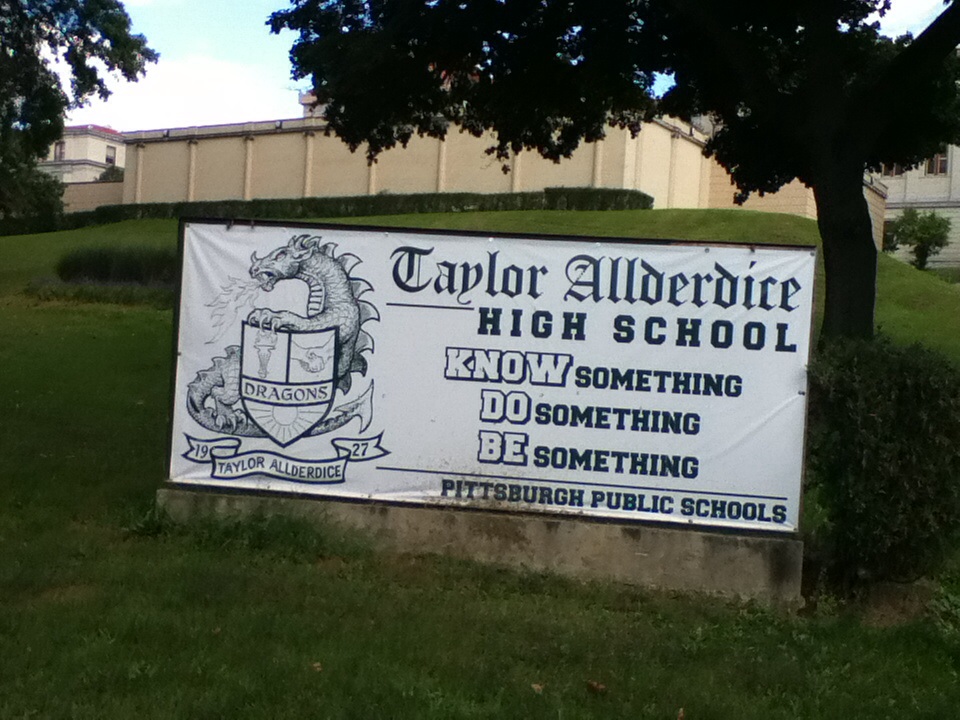 DRAGONS
19 27
TAYLOR ALLDERDICE
Taylor Allderdice
HIGH SCHOOL
KNOW SOMETHING
DO SOMETHING
BE SOMETHING
PITTSBURGH PUBLIC SCHOOLS